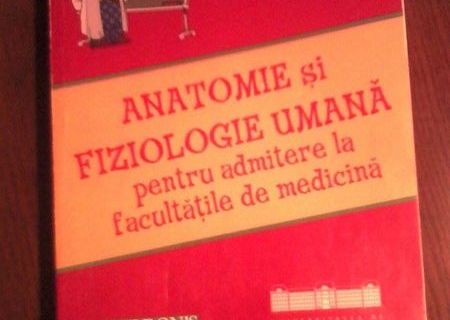 ANATOMIE și
FIZIOLOGIE UMANĂ
pentru admitere la
facultățile de medicină